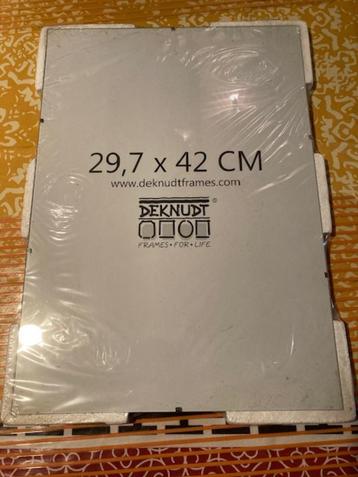 29,7 x 42 CM
www.deknudtframes.com
DEKNUDT®
FRAMES•FOR•LIFE